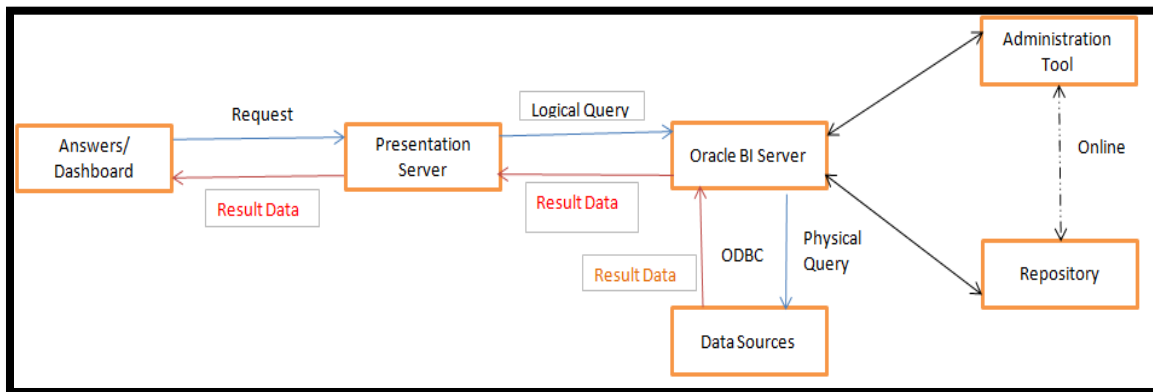 Administration
Tool
Request
Logical Query
Answers/
Dashboard
Presentation
Server
Oracle BI Server
Online
Result Data
Result Data
ODBC
Physical
Query
Result Data
Repository
Data Sources